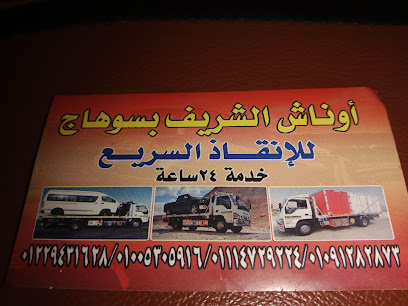 أوناش الشريف بسوهاج
للإنقاذ السريع
خدمة ٢٤ ساعة
٠١٢٢٩٤٣١٦٢٨/٠١٠٠٥٣٠٥٩١٦/٠١١١٤٧٢٩٢٢٤/٠١٠٩١٢٨٢٨٧٣